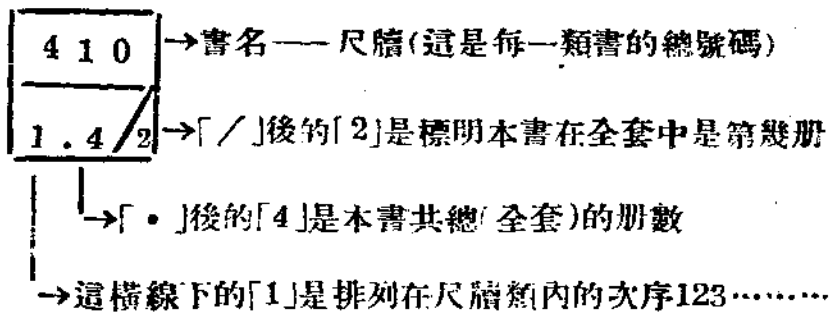 410→書名——尺牘(這是每一類書的總號碼)
1.4/2→「/」後的「2」是標明本書在全套中是第幾册
→「•」後的「4」是本書共總(全套)的册數
→這橫線下的「1」是排列在尺牘類內的次序123………